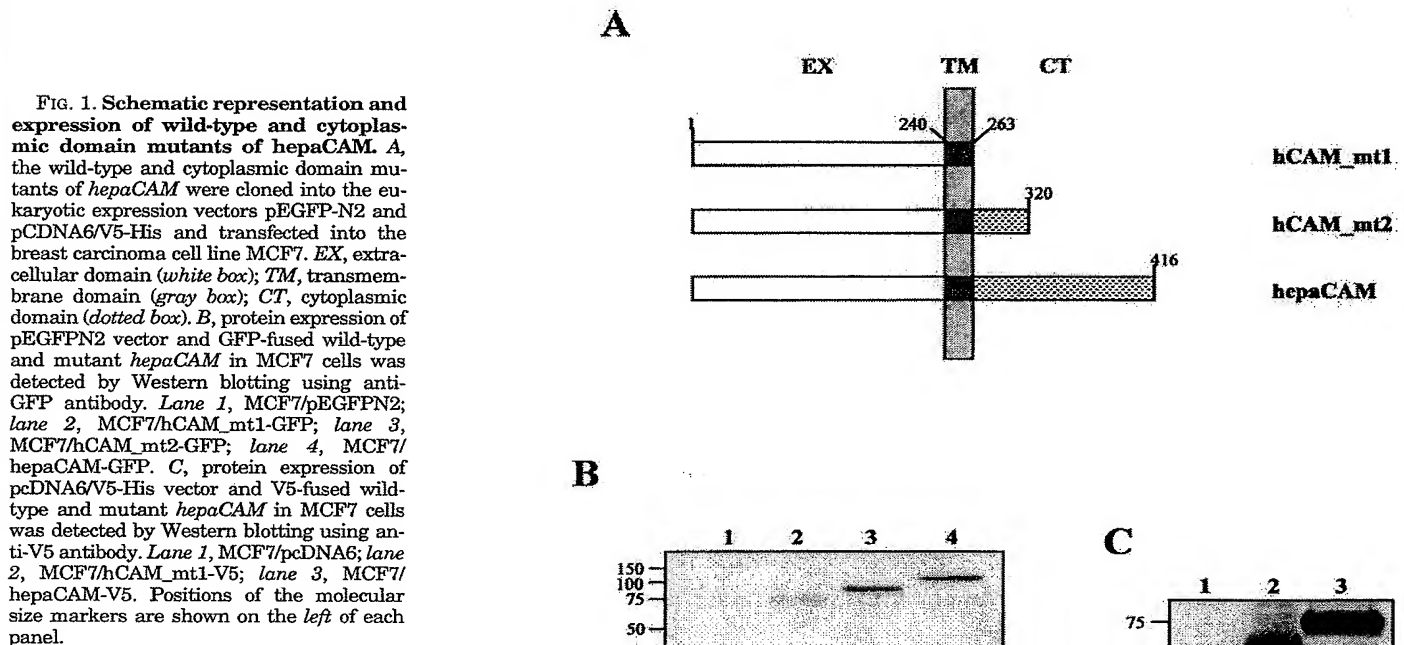 FIG. 1. Schematic representation and
expression of wild-type and cytoplas-
mic domain mutants of hepaCAM. A,
the wild-type and cytoplasmic domain mu-
tants of hepaCAM were cloned into the eu-
karyotic expression vectors pEGFP-N2 and
pCDNA6/V5-His and transfected into the
breast carcinoma cell line MCF7. EX, extra-
cellular domain (white box); TM, transmem-
brane domain (gray box); CT, cytoplasmic
domain (dotted box). B, protein expression of
pEGFPN2 vector and GFP-fused wild-type
and mutant hepaCAM in MCF7 cells was
detected by Western blotting using anti-
GFP antibody. Lane 1, MCF7/pEGFPN2;
lane 2, MCF7/hCAM_mt1-GFP; lane 3,
MCF7/hCAM_mt2-GFP; lane 4, MCF7/
hepaCAM-GFP. C, protein expression of
pcDNA6/V5-His vector and V5-fused wild-
type and mutant hepaCAM in MCF7 cells
was detected by Western blotting using an-
ti-V5 antibody. Lane 1, MCF7/pcDNA6; lane
2, MCF7/hCAM_mt1-V5; lane 3, MCF7/
hepaCAM-V5. Positions of the molecular
size markers are shown on the left of each
panel.
A
EX TM CT
1 240 263
hCAM_mt1
320
hCAM_mt2
416
hepaCAM
B
1 2 3 4
150
100
75
50
C
1 2 3
75